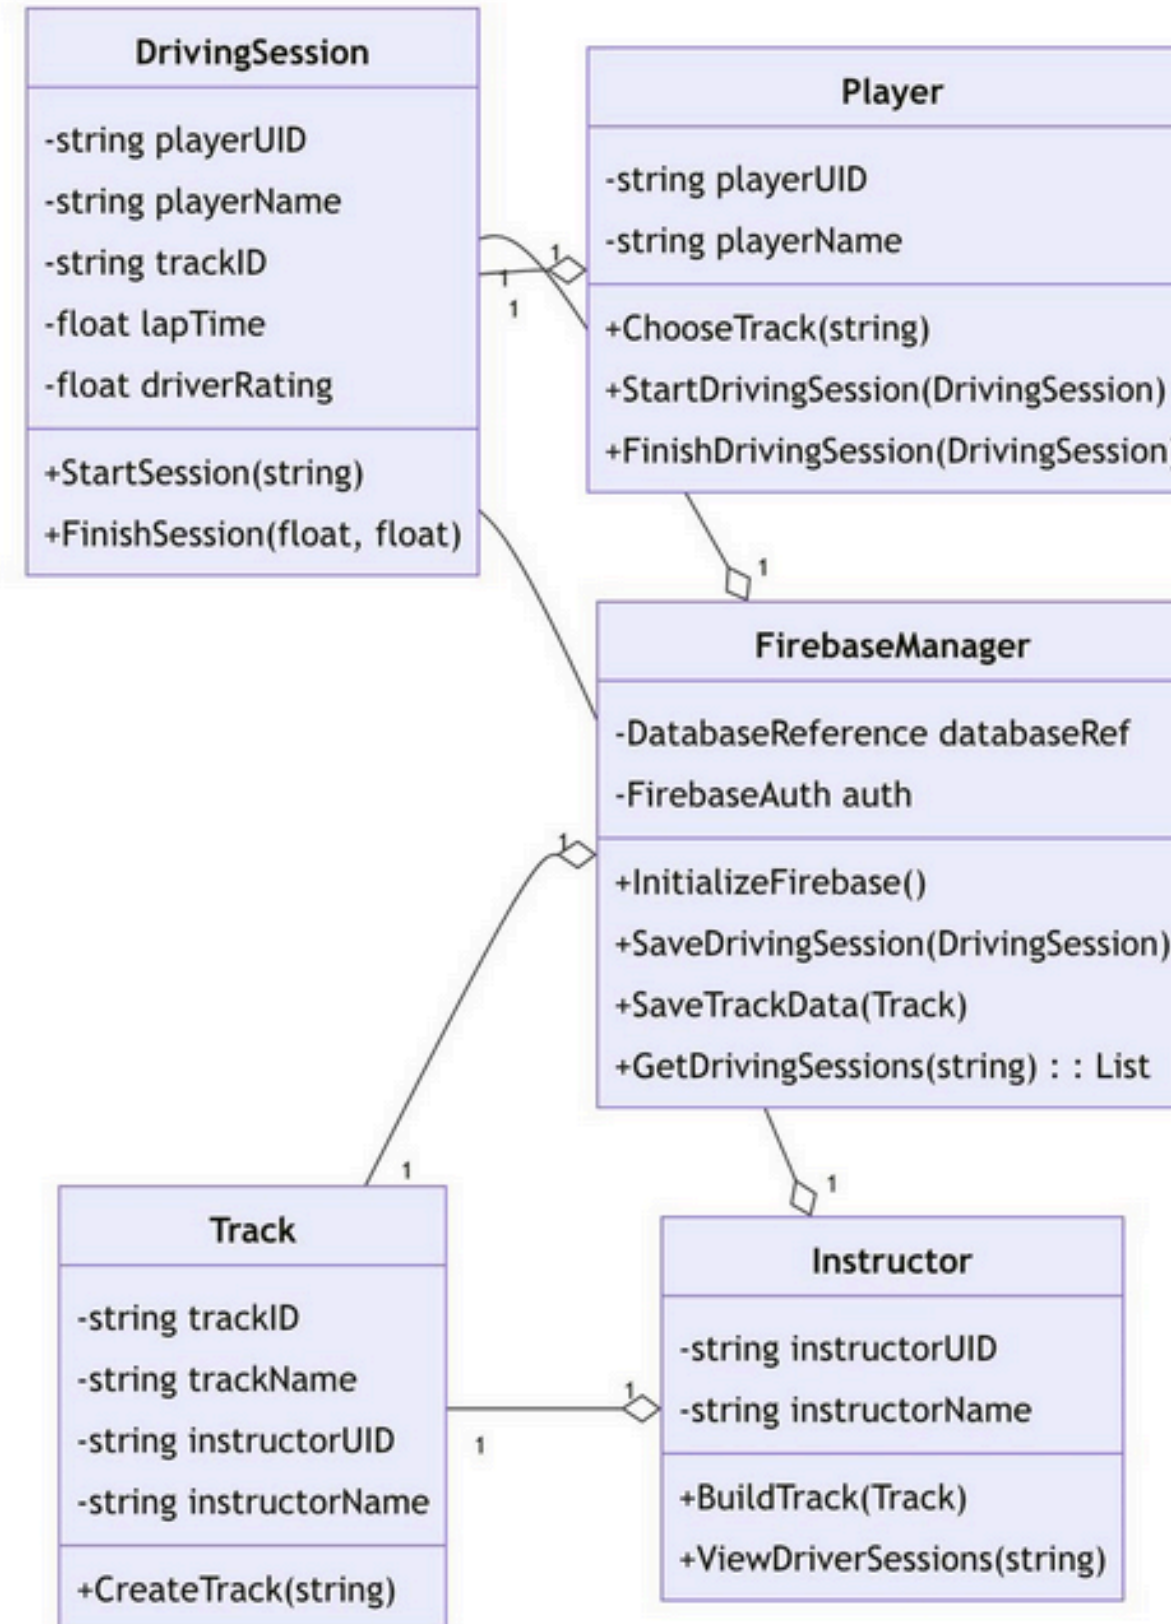 DrivingSession
-string playerUID
-string playerName
-string trackID
-float lapTime
-float driverRating
+StartSession(string)
+FinishSession(float, float)
Player
-string playerUID
-string playerName
+ChooseTrack(string)
+StartDrivingSession(DrivingSession)
+FinishDrivingSession(DrivingSession
1
1
1
1
FirebaseManager
-DatabaseReference databaseRef
-FirebaseAuth auth
+InitializeFirebase()
+SaveDrivingSession(DrivingSession)
+SaveTrackData(Track)
+GetDrivingSessions(string) : : List
1
1
1
Track
-string trackID
-string trackName
-string instructorUID
-string instructorName
+CreateTrack(string)
1
1
Instructor
-string instructorUID
-string instructorName
+BuildTrack(Track)
+ViewDriverSessions(string)